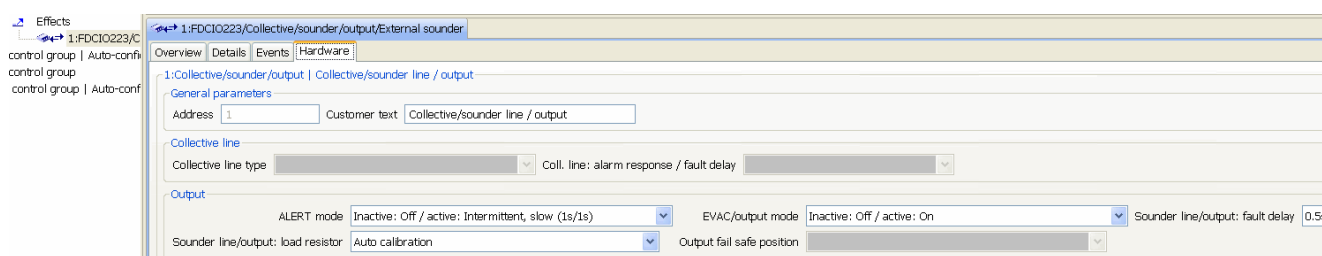 Effects
1:FDCIO223/C
control group | Auto-confi
control group
control group | Auto-conf
1:FDCIO223/Collective/sounder/output/External sounder
Overview Details Events Hardware
1:Collective/sounder/output | Collective/sounder line / output
General parameters
Address 1 Customer text Collective/sounder line / output
Collective line
Collective line type Coll. line: alarm response / fault delay
Output
ALERT mode Inactive: Off / active: Intermittent, slow (1s/1s) EVAC/output mode Inactive: Off / active: On Sounder line/output: fault delay 0.5s
Sounder line/output: load resistor Auto calibration Output fail safe position